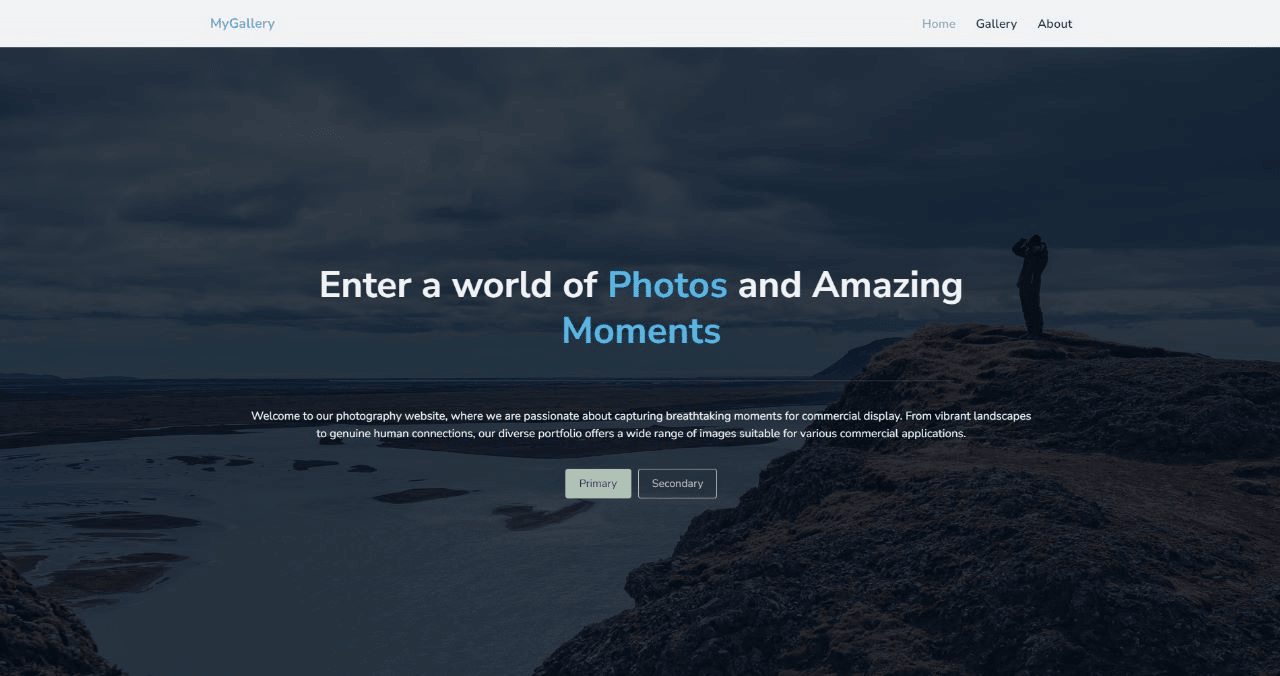 MyGallery
Home Gallery About
Enter a world of Photos and Amazing
Moments
Welcome to our photography website, where we are passionate about capturing breathtaking moments for commercial display. From vibrant landscapes
to genuine human connections, our diverse portfolio offers a wide range of images suitable for various commercial applications.
Primary Secondary